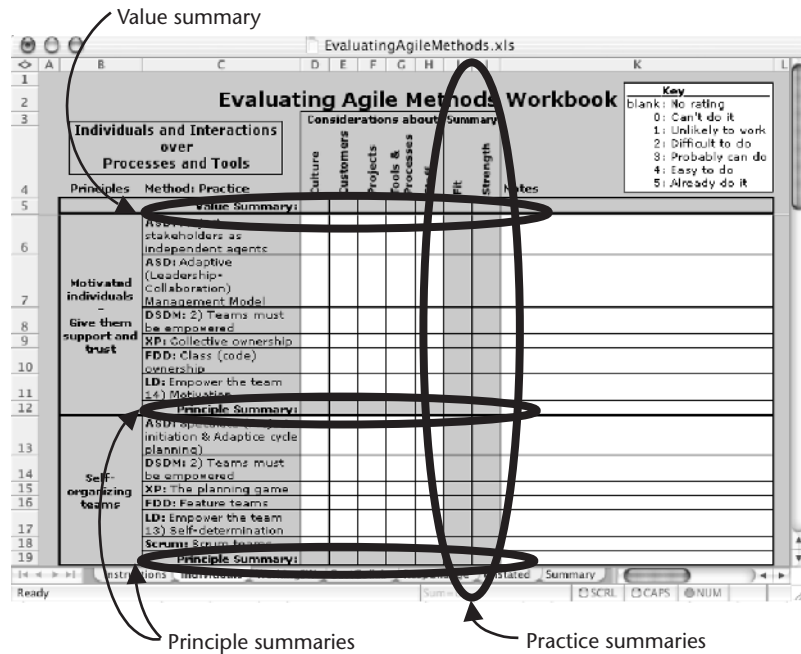 Value summary
EvaluatingAgileMethods.xls
A B C D E F G H I K L
1
2 Evaluating Agile Methods Workbook
Key
blank: No rating
0: Can't do it
1: Unlikely to work
2: Difficult to do
3: Probably can do
4: Easy to do
5: Already do it
3 Individuals and Interactions
over
Processes and Tools
Considerations about: Summary
Culture
Customers
Projects
Tools &
Processes
Fit
Strength
4 Principles Method: Practice Notes
5 Value Summary:
Motivated
individuals
–
Give them
support and
trust
6
stakeholders as
independent agents
7 ASD: Adaptive
(Leadership-
Collaboration)
Management Model
8 DSDM: 2) Teams must
be empowered
9 XP: Collective ownership
10 FDD: Class (code)
ownership
11 LD: Empower the team
14) Motivation
12 Principle Summary:
Self-
organizing
teams
13 ASD: Speculate
initiation & Adaptice cycle
planning)
14 DSDM: 2) Teams must
be empowered
15 XP: The planning game
16 FDD: Feature teams
17 LD: Empower the team
13) Self-determination
18 Scrum: Scrum teams
19 Principle Summary:
Summary
Ready SCRL CAPS NUM
Principle summaries
Practice summaries